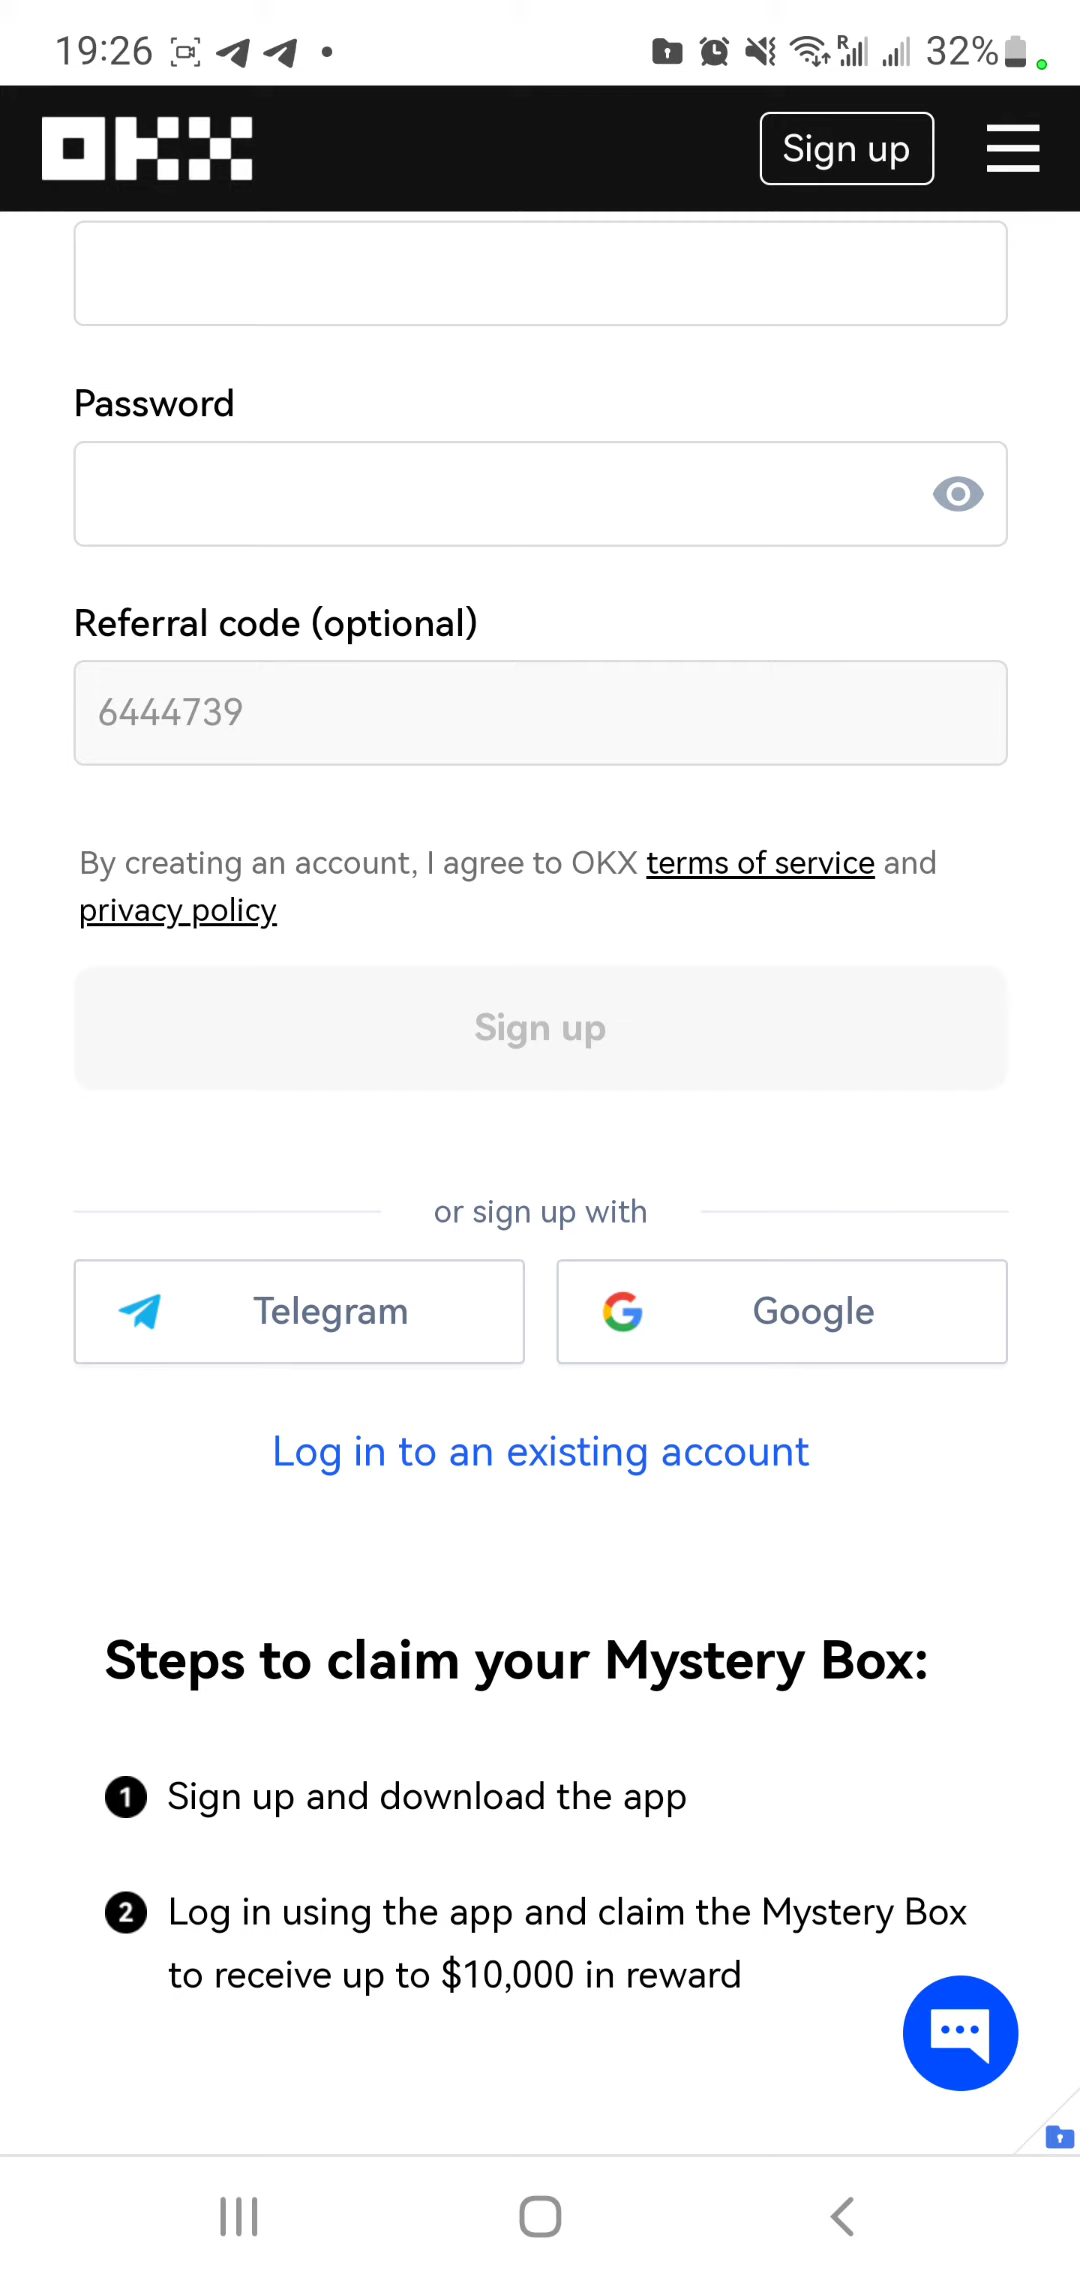 19:26
R
32%
OKX
Sign up
Password
Referral code (optional)
6444739
By creating an account, I agree to OKX terms of service and
privacy policy
Sign up
or sign up with
Telegram
Google
Log in to an existing account
Steps to claim your Mystery Box:
1 Sign up and download the app
2 Log in using the app and claim the Mystery Box
to receive up to $10,000 in reward